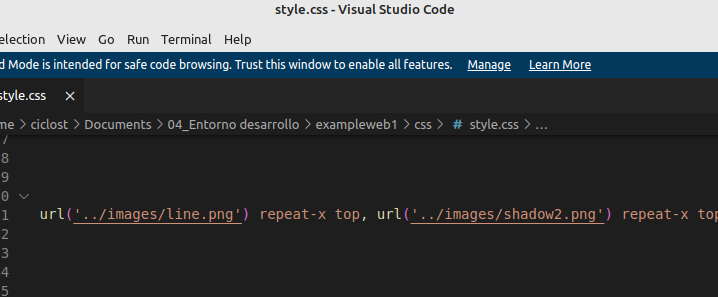 style.css - Visual Studio Code
election View Go Run Terminal Help
d Mode is intended for safe code browsing. Trust this window to enable all features. Manage Learn More
style.css ×
me > ciclost > Documents > 04_Entorno desarrollo > exampleweb1 > css > # style.css > ...
7
8
9
0
1 url('../images/line.png') repeat-x top, url('../images/shadow2.png') repeat-x top
2
3
4
5